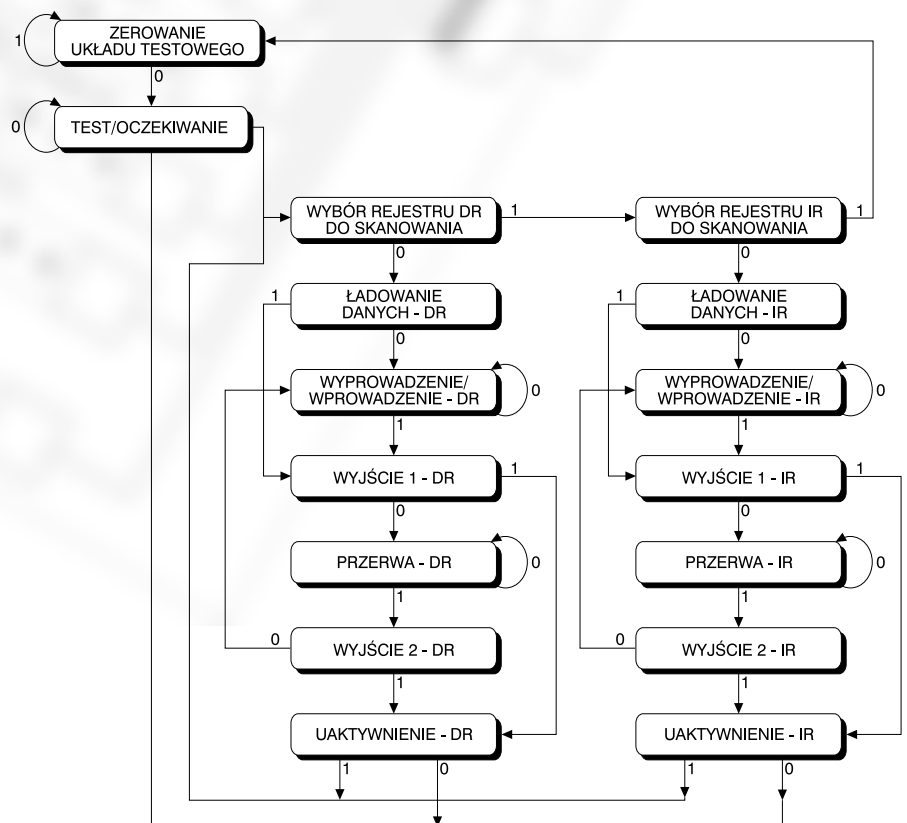 ZEROWANIE
UKŁADU TESTOWEGO
1
0
TEST/OCZEKIWANIE
0
WYBÓR REJESTRU DR
DO SKANOWANIA
1
0
WYBÓR REJESTRU IR
DO SKANOWANIA
1
0
ŁADOWANIE
DANYCH - DR
1
0
ŁADOWANIE
DANYCH - IR
1
0
WYPROWADZENIE/
WPROWADZENIE - DR
0
1
WYPROWADZENIE/
WPROWADZENIE - IR
0
1
WYJŚCIE 1 - DR
1
0
WYJŚCIE 1 - IR
1
0
PRZERWA - DR
0
1
PRZERWA - IR
0
1
WYJŚCIE 2 - DR
0
1
WYJŚCIE 2 - IR
0
1
UAKTYWNIENIE - DR
1
0
UAKTYWNIENIE - IR
1
0